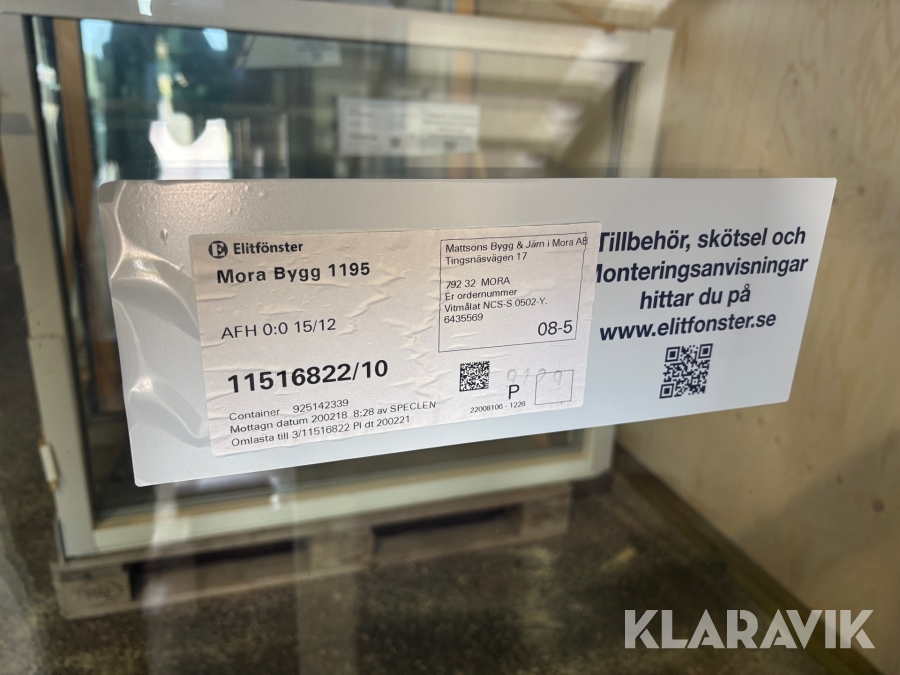 Elitfönster
Mora Bygg 1195
AFH 0:0 15/12
11516822/10
Container 925142339
Mottagn datum 200218 8:28 av SPECLEN
Omlasta till 3/11516822 Pl dt 200221
Mattsons Bygg & Järn i Mora AB
Tingsnäsvägen 17
792 32 MORA
Er ordernummer
Vitmålat NCS-S 0502-Y.
6435569
08-5
P
22008106 - 1226
Tillbehör, skötsel och
Monteringsanvisningar
hittar du på
www.elitfonster.se
KLARAVIK